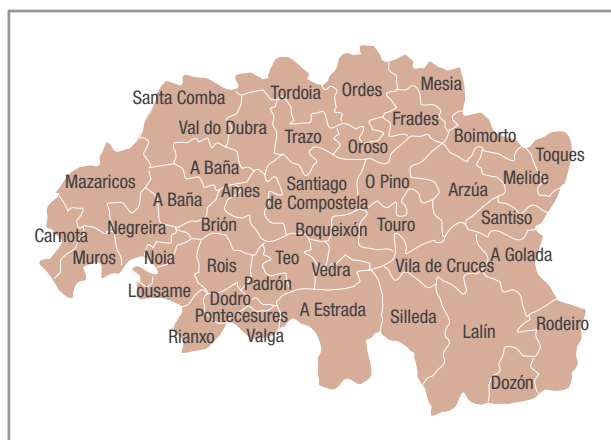 Mesia
Ordes
Tordoia
Santa Comba
Frades
Val do Dubra
Trazo
Oroso
Boimorto
Toques
A Baña
Melide
Mazaricos
Ames
Santiago
de Compostela
O Pino
Arzúa
A Baña
Santiso
Carnota
Negreira
Brión
Boqueixón
Touro
Muros
Noia
Rois
Teo
Vedra
Vila de Cruces
A Golada
Lousame
Padrón
Dodro
Pontecesures
A Estrada
Silleda
Lalín
Rodeiro
Rianxo
Valga
Dozón